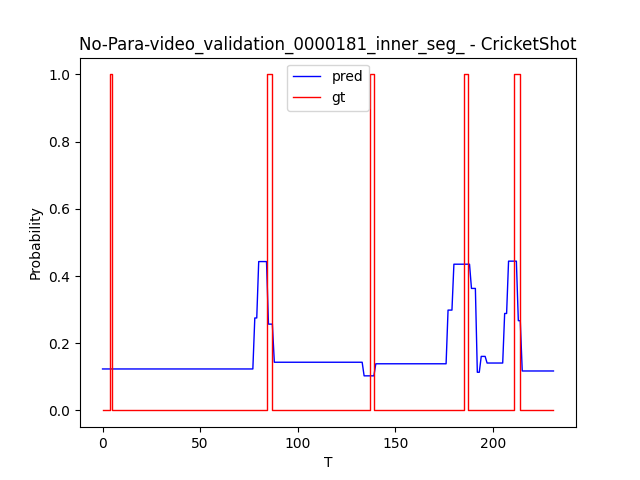 No-Para-video_validation_0000181_inner_seg_ - CricketShot
pred
gt
1.0
0.8
0.6
0.4
0.2
0.0
Probability
0
50
100
150
200
T